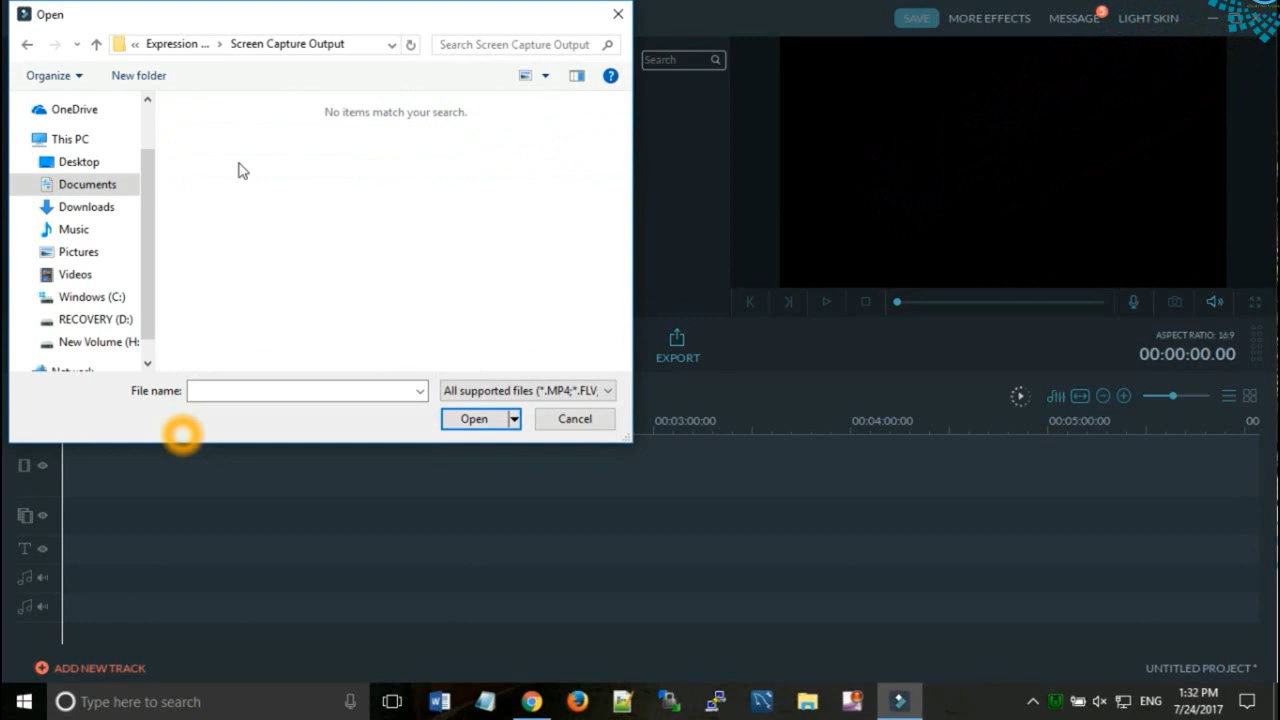 Open
SAVE
MORE EFFECTS
MESSAGE
LIGHT SKIN
« Expression ... > Screen Capture Output
Search Screen Capture Output
Search
Organize
New folder
OneDrive
This PC
Desktop
Documents
Downloads
Music
Pictures
Videos
Windows (C:)
RECOVERY (D:)
New Volume (H:
No items match your search.
File name:
All supported files (*.MP4;*.FLV,
Open
Cancel
EXPORT
ASPECT RATIO: 16:9
00:00:00.00
00:03:00:00
00:04:00:00
00:05:00:00
00
T
ADD NEW TRACK
UNTITLED PROJECT *
Type here to search
ENG
1:32 PM
7/24/2017